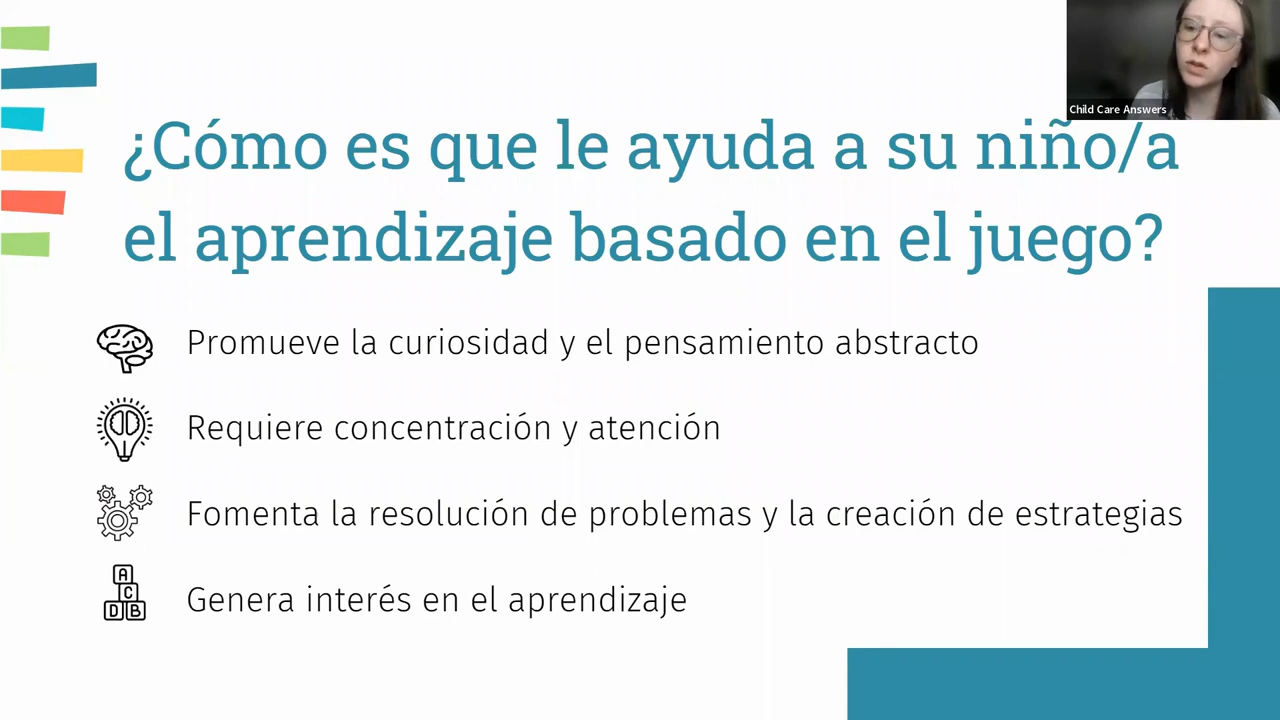 Child Care Answers
¿Cómo es que le ayuda a su niño/a
el aprendizaje basado en el juego?
Promueve la curiosidad y el pensamiento abstracto
Requiere concentración y atención
Fomenta la resolución de problemas y la creación de estrategias
Genera interés en el aprendizaje
A
C
D B